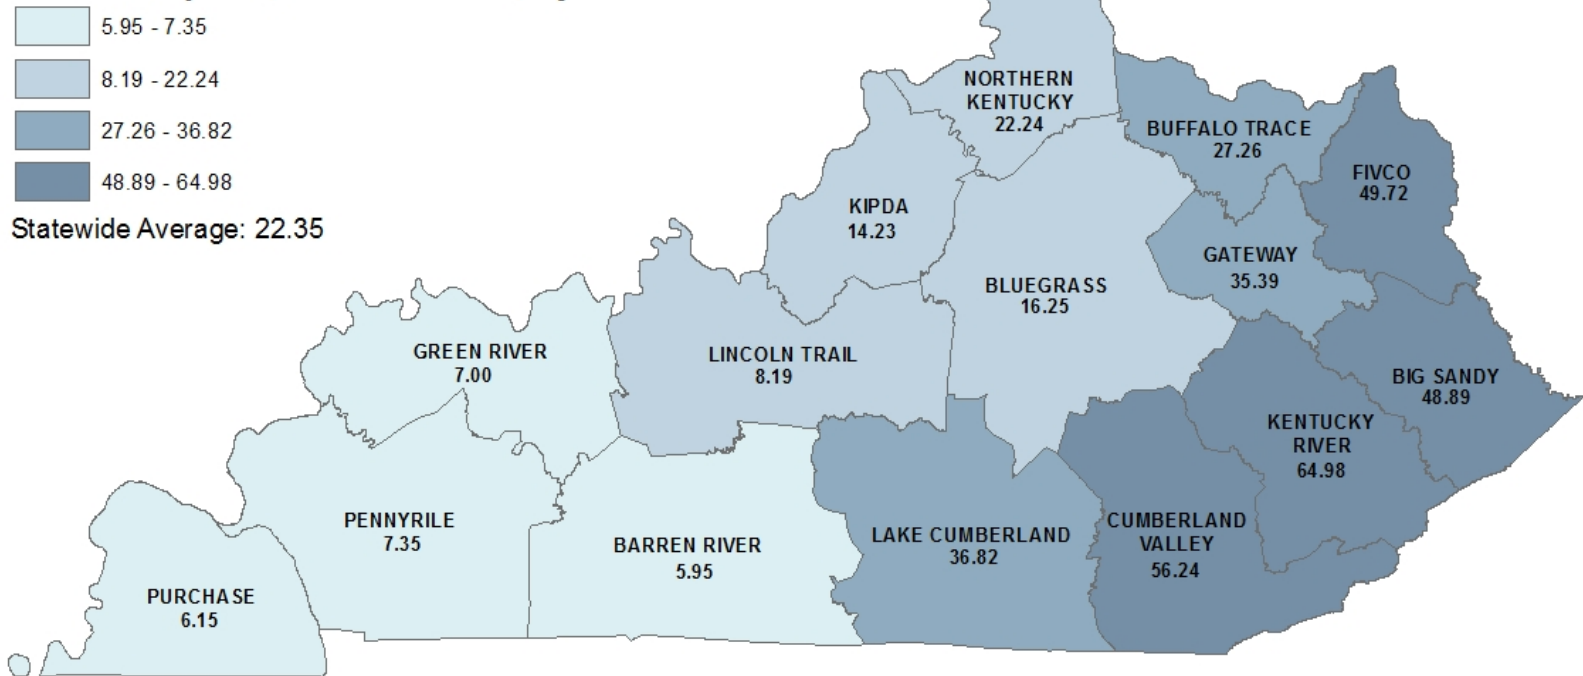 5.95 - 7.35
8.19 - 22.24
27.26 - 36.82
48.89 - 64.98
Statewide Average: 22.35
NORTHERN
KENTUCKY
22.24
BUFFALO TRACE
27.26
FIVCO
49.72
KIPDA
14.23
GATEWAY
35.39
BLUEGRASS
16.25
GREEN RIVER
7.00
LINCOLN TRAIL
8.19
BIG SANDY
48.89
KENTUCKY
RIVER
64.98
PENNYRILE
7.35
BARREN RIVER
5.95
LAKE CUMBERLAND
36.82
CUMBERLAND
VALLEY
56.24
PURCHASE
6.15